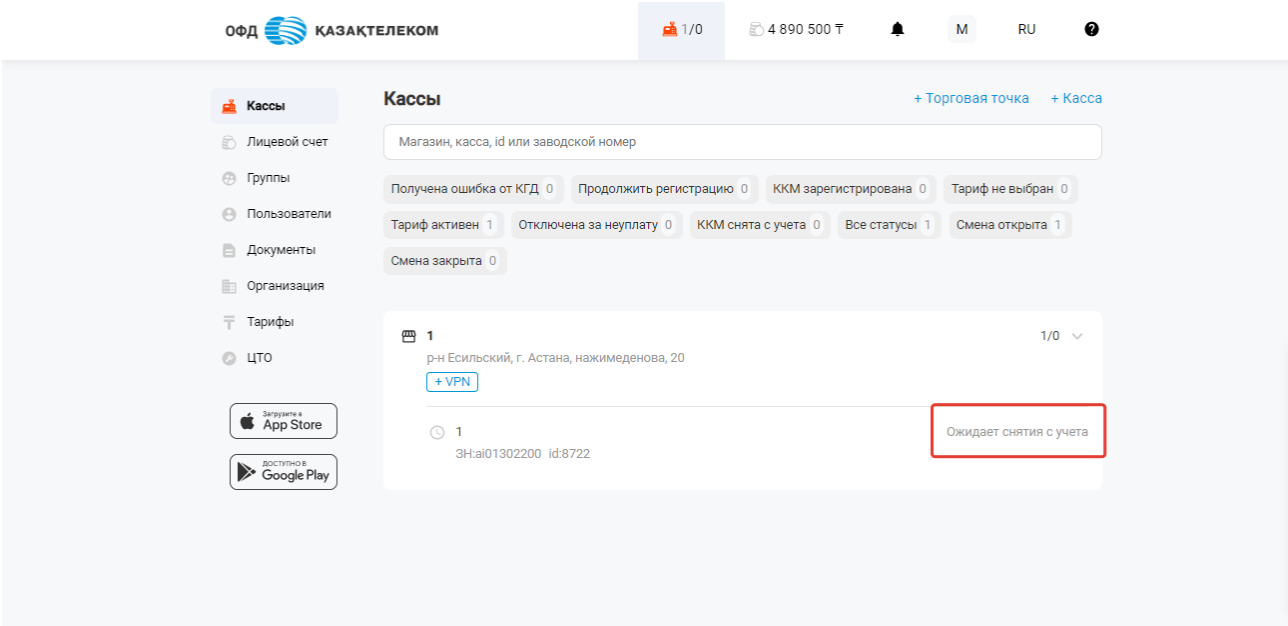 ОФД ҚАЗАҚТЕЛЕКОМ 1/0 4 890 500 ₸ M RU
Кассы
Лицевой счет
Группы
Пользователи
Документы
Организация
Тарифы
ЦТО
Загрузите в
App Store
ДОСТУПНО В
Google Play
Кассы + Торговая точка + Касса
Магазин, касса, id или заводской номер
Получена ошибка от КГД 0 Продолжить регистрацию 0 ККМ зарегистрирована 0 Тариф не выбран 0
Тариф активен 1 Отключена за неуплату 0 ККМ снята с учета 0 Все статусы 1 Смена открыта 1
Смена закрыта 0
1 1/0
р-н Есильский, г. Астана, нажимеденова, 20
+ VPN
1 Ожидает снятия с учета
ЗН:ai01302200 id:8722